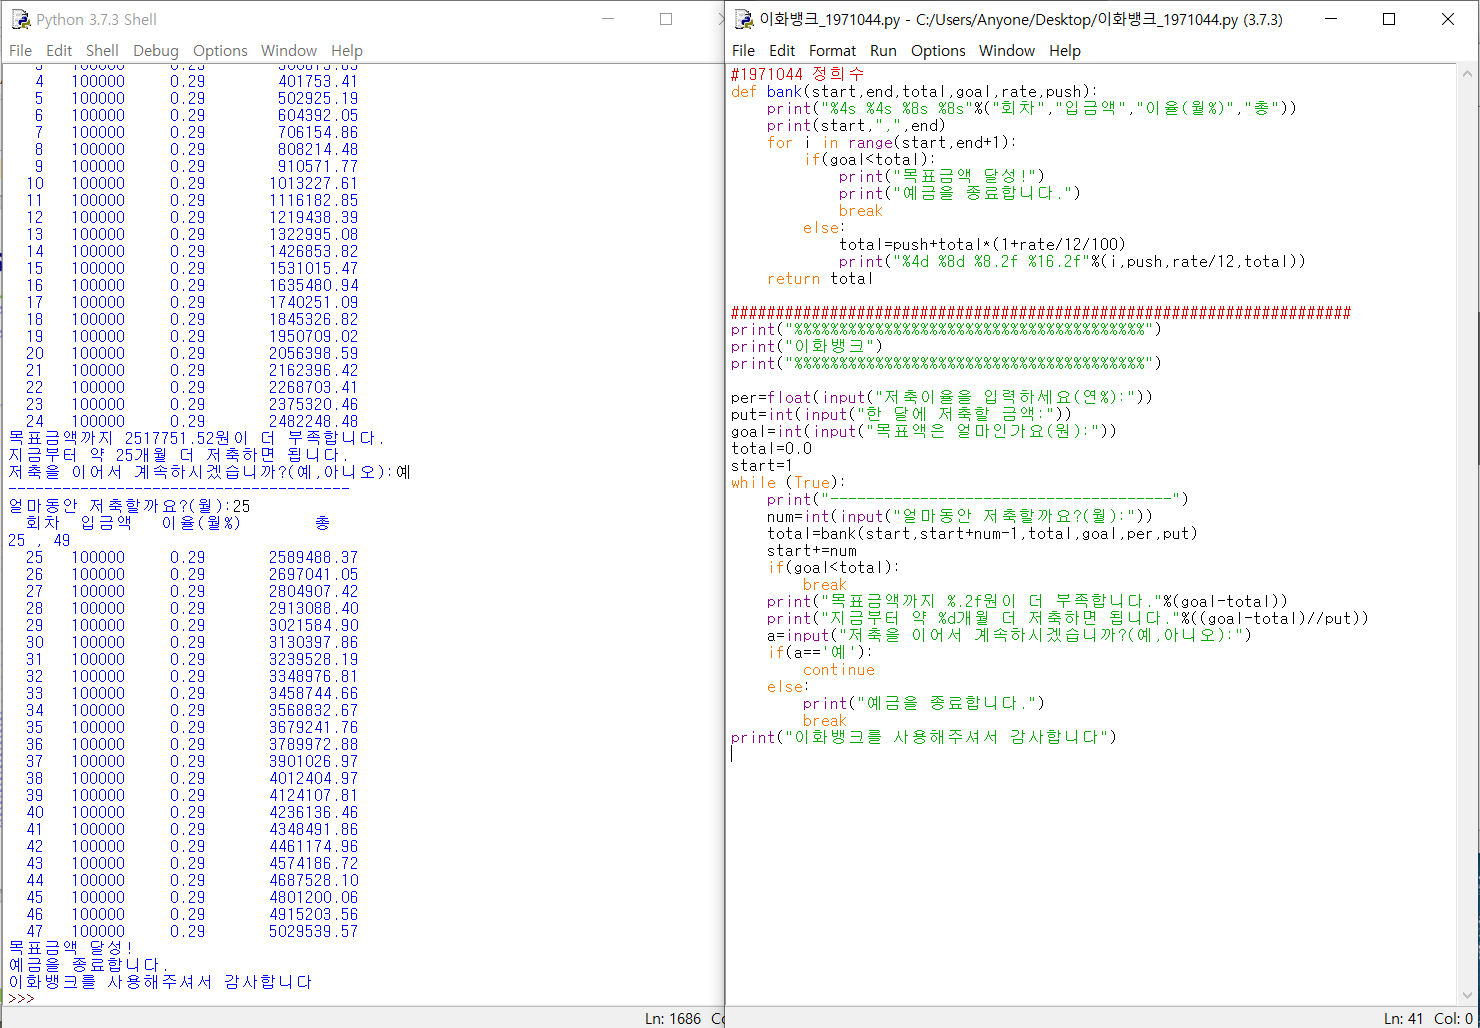 Python 3.7.3 Shell
File Edit Shell Debug Options Window Help
4 100000 0.29 401753.41
5 100000 0.29 502925.19
6 100000 0.29 604392.05
7 100000 0.29 706154.86
8 100000 0.29 808214.48
9 100000 0.29 910571.77
10 100000 0.29 1013227.61
11 100000 0.29 1116182.85
12 100000 0.29 1219438.39
13 100000 0.29 1322995.08
14 100000 0.29 1426853.82
15 100000 0.29 1531015.47
16 100000 0.29 1635480.94
17 100000 0.29 1740251.09
18 100000 0.29 1845326.82
19 100000 0.29 1950709.02
20 100000 0.29 2056398.59
21 100000 0.29 2162396.42
22 100000 0.29 2268703.41
23 100000 0.29 2375320.46
24 100000 0.29 2482248.48
목표금액까지 2517751.52원이 더 부족합니다.
지금부터 약 25개월 더 저축하면 됩니다.
저축을 이어서 계속하시겠습니까?(예,아니오):예
--------------------------------------
얼마동안 저축할까요?(월):25
회차 입금액 이율(월%) 총
25 , 49
25 100000 0.29 2589488.37
26 100000 0.29 2697041.05
27 100000 0.29 2804907.42
28 100000 0.29 2913088.40
29 100000 0.29 3021584.90
30 100000 0.29 3130397.86
31 100000 0.29 3239528.19
32 100000 0.29 3348976.81
33 100000 0.29 3458744.66
34 100000 0.29 3568832.67
35 100000 0.29 3679241.76
36 100000 0.29 3789972.88
37 100000 0.29 3901026.97
38 100000 0.29 4012404.97
39 100000 0.29 4124107.81
40 100000 0.29 4236136.46
41 100000 0.29 4348491.86
42 100000 0.29 4461174.96
43 100000 0.29 4574186.72
44 100000 0.29 4687528.10
45 100000 0.29 4801200.06
46 100000 0.29 4915203.56
47 100000 0.29 5029539.57
목표금액 달성!
예금을 종료합니다.
이화뱅크를 사용해주셔서 감사합니다
>>>
Ln: 1686
이화뱅크_1971044.py - C:/Users/Anyone/Desktop/이화뱅크_1971044.py (3.7.3)
File Edit Format Run Options Window Help
#1971044 정희수
def bank(start,end,total,goal,rate,push):
    print("%4s %4s %8s %8s"%("회차","입금액","이율(월%)","총"))
    print(start,",",end)
    for i in range(start,end+1):
        if(goal<total):
            print("목표금액 달성!")
            print("예금을 종료합니다.")
            break
        else:
            total=push+total*(1+rate/12/100)
            print("%4d %8d %8.2f %16.2f"%(i,push,rate/12,total))
    return total
#####################################################################
print("%%%%%%%%%%%%%%%%%%%%%%%%%%%%%%%%%%%%%%%")
print("이화뱅크")
print("%%%%%%%%%%%%%%%%%%%%%%%%%%%%%%%%%%%%%%%")
per=float(input("저축이율을 입력하세요(연%):"))
put=int(input("한 달에 저축할 금액:"))
goal=int(input("목표액은 얼마인가요(원):"))
total=0.0
start=1
while (True):
    print("--------------------------------------")
    num=int(input("얼마동안 저축할까요?(월):"))
    total=bank(start,start+num-1,total,goal,per,put)
    start+=num
    if(goal<total):
        break
    print("목표금액까지 %.2f원이 더 부족합니다."%(goal-total))
    print("지금부터 약 %d개월 더 저축하면 됩니다."%((goal-total)//put))
    a=input("저축을 이어서 계속하시겠습니까?(예,아니오):")
    if(a=='예'):
        continue
    else:
        print("예금을 종료합니다.")
        break
print("이화뱅크를 사용해주셔서 감사합니다")
Ln: 41 Col: 0